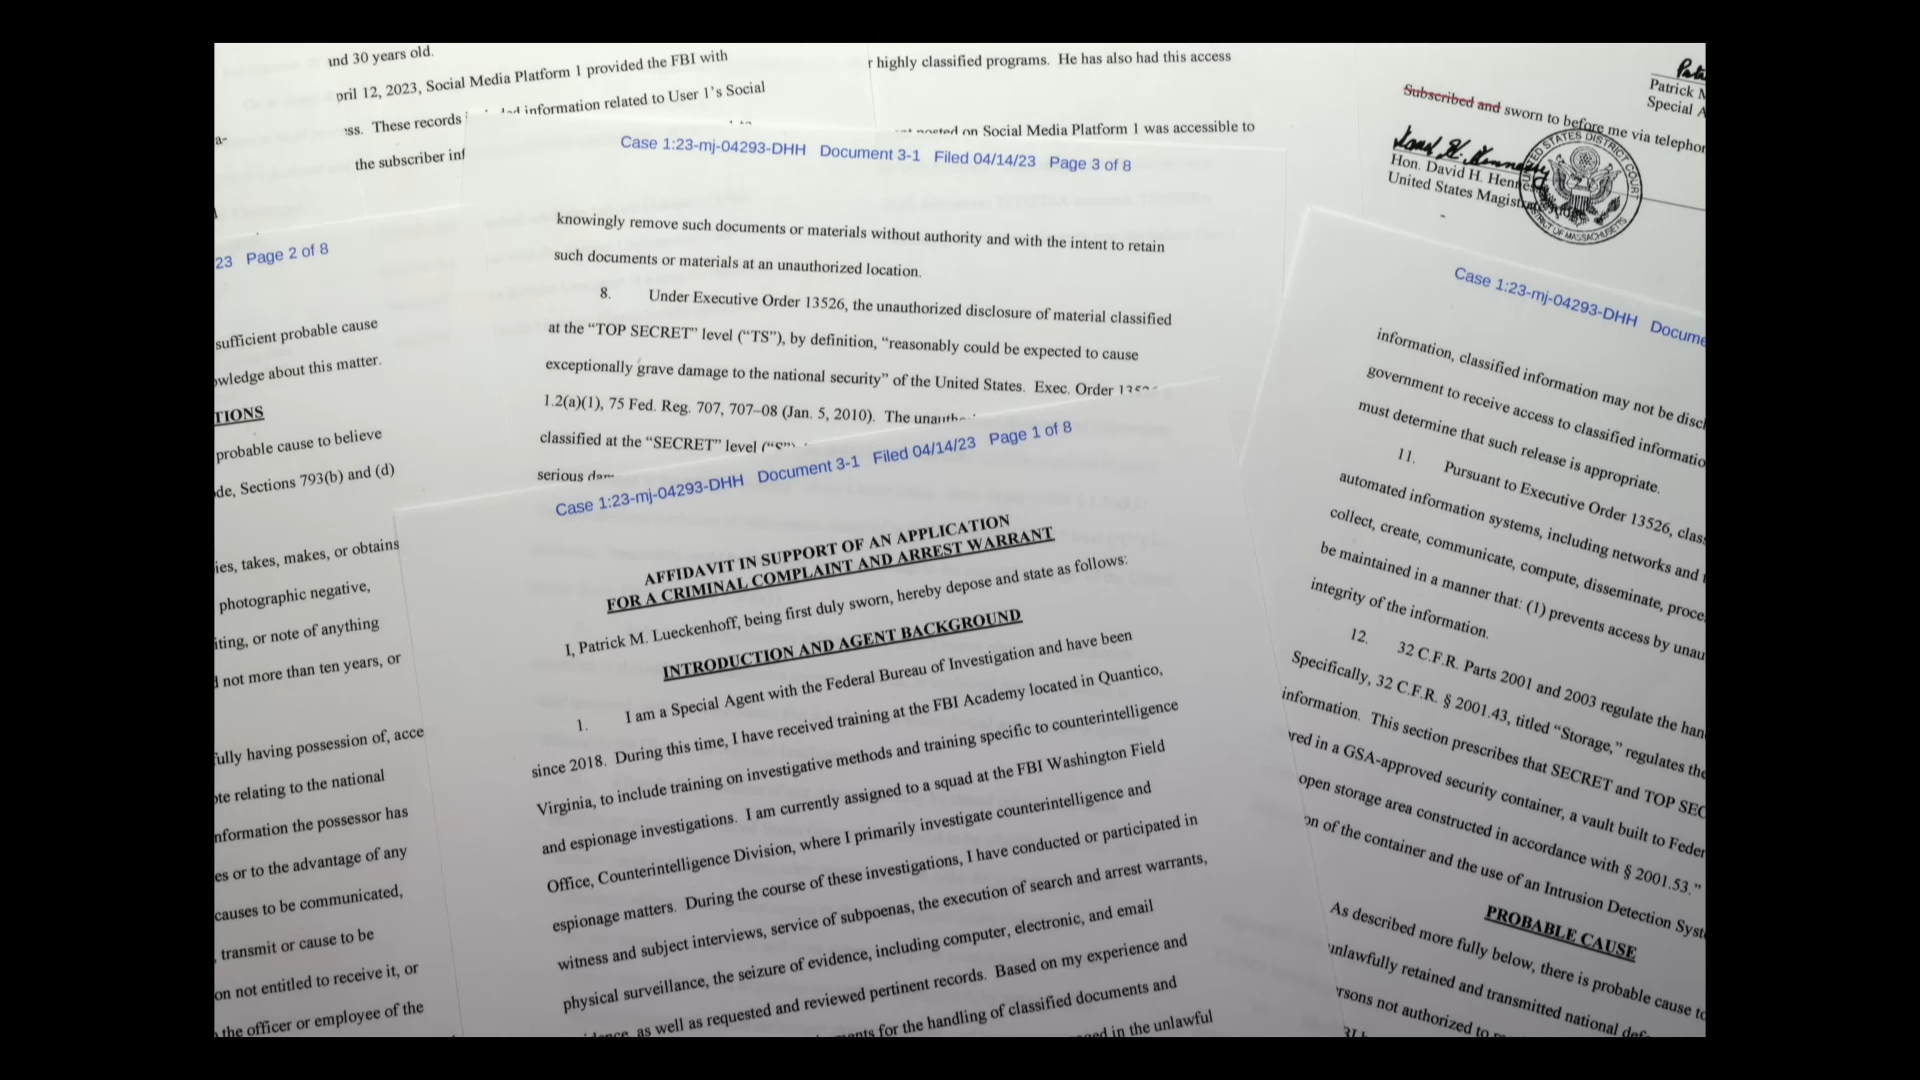 and 30 years old.
pril 12, 2023, Social Media Platform 1 provided the FBI with
ess. These records information related to User 1's Social
a-
the subscriber inf
r highly classified programs. He has also had this access
posted on Social Media Platform 1 was accessible to
Patrick M
Special A
Subscribed and sworn to before me via telephon
Hon. David H. Henn
United States Magistrate
UNITED STATES DISTRICT COURT
DISTRICT OF MASSACHUSETTS
23 Page 2 of 8
sufficient probable cause
owledge about this matter.
TIONS
probable cause to believe
de, Sections 793(b) and (d)
ies, takes, makes, or obtains
photographic negative,
iting, or note of anything
d not more than ten years, or
fully having possession of, acce
ote relating to the national
nformation the possessor has
es or to the advantage of any
causes to be communicated,
transmit or cause to be
on not entitled to receive it, or
the officer or employee of the
Case 1:23-mj-04293-DHH Document 3-1 Filed 04/14/23 Page 3 of 8
knowingly remove such documents or materials without authority and with the intent to retain
such documents or materials at an unauthorized location.
8. Under Executive Order 13526, the unauthorized disclosure of material classified
at the “TOP SECRET” level (“TS”), by definition, “reasonably could be expected to cause
exceptionally grave damage to the national security” of the United States. Exec. Order 1352
1.2(a)(1), 75 Fed. Reg. 707, 707–08 (Jan. 5, 2010). The unautho
classified at the “SECRET” level (“S”)
serious dam
Case 1:23-mj-04293-DHH Document 3-1 Filed 04/14/23 Page 1 of 8
AFFIDAVIT IN SUPPORT OF AN APPLICATION
FOR A CRIMINAL COMPLAINT AND ARREST WARRANT
I, Patrick M. Lueckenhoff, being first duly sworn, hereby depose and state as follows:
INTRODUCTION AND AGENT BACKGROUND
1. I am a Special Agent with the Federal Bureau of Investigation and have been
since 2018. During this time, I have received training at the FBI Academy located in Quantico,
Virginia, to include training on investigative methods and training specific to counterintelligence
and espionage investigations. I am currently assigned to a squad at the FBI Washington Field
Office, Counterintelligence Division, where I primarily investigate counterintelligence and
espionage matters. During the course of these investigations, I have conducted or participated in
witness and subject interviews, service of subpoenas, the execution of search and arrest warrants,
physical surveillance, the seizure of evidence, including computer, electronic, and email
as well as requested and reviewed pertinent records. Based on my experience and
ents for the handling of classified documents and
in the unlawful
Case 1:23-mj-04293-DHH Docume
information, classified information may not be discl
government to receive access to classified informatio
must determine that such release is appropriate.
11. Pursuant to Executive Order 13526, clas
automated information systems, including networks and
collect, create, communicate, compute, disseminate, proce
be maintained in a manner that: (1) prevents access by unau
integrity of the information.
12. 32 C.F.R. Parts 2001 and 2003 regulate the han
Specifically, 32 C.F.R. § 2001.43, titled “Storage,” regulates the
information. This section prescribes that SECRET and TOP SEC
red in a GSA-approved security container, a vault built to Feder
open storage area constructed in accordance with § 2001.53.”
on of the container and the use of an Intrusion Detection Syst
PROBABLE CAUSE
As described more fully below, there is probable cause to
unlawfully retained and transmitted national def
rsons not authorized to